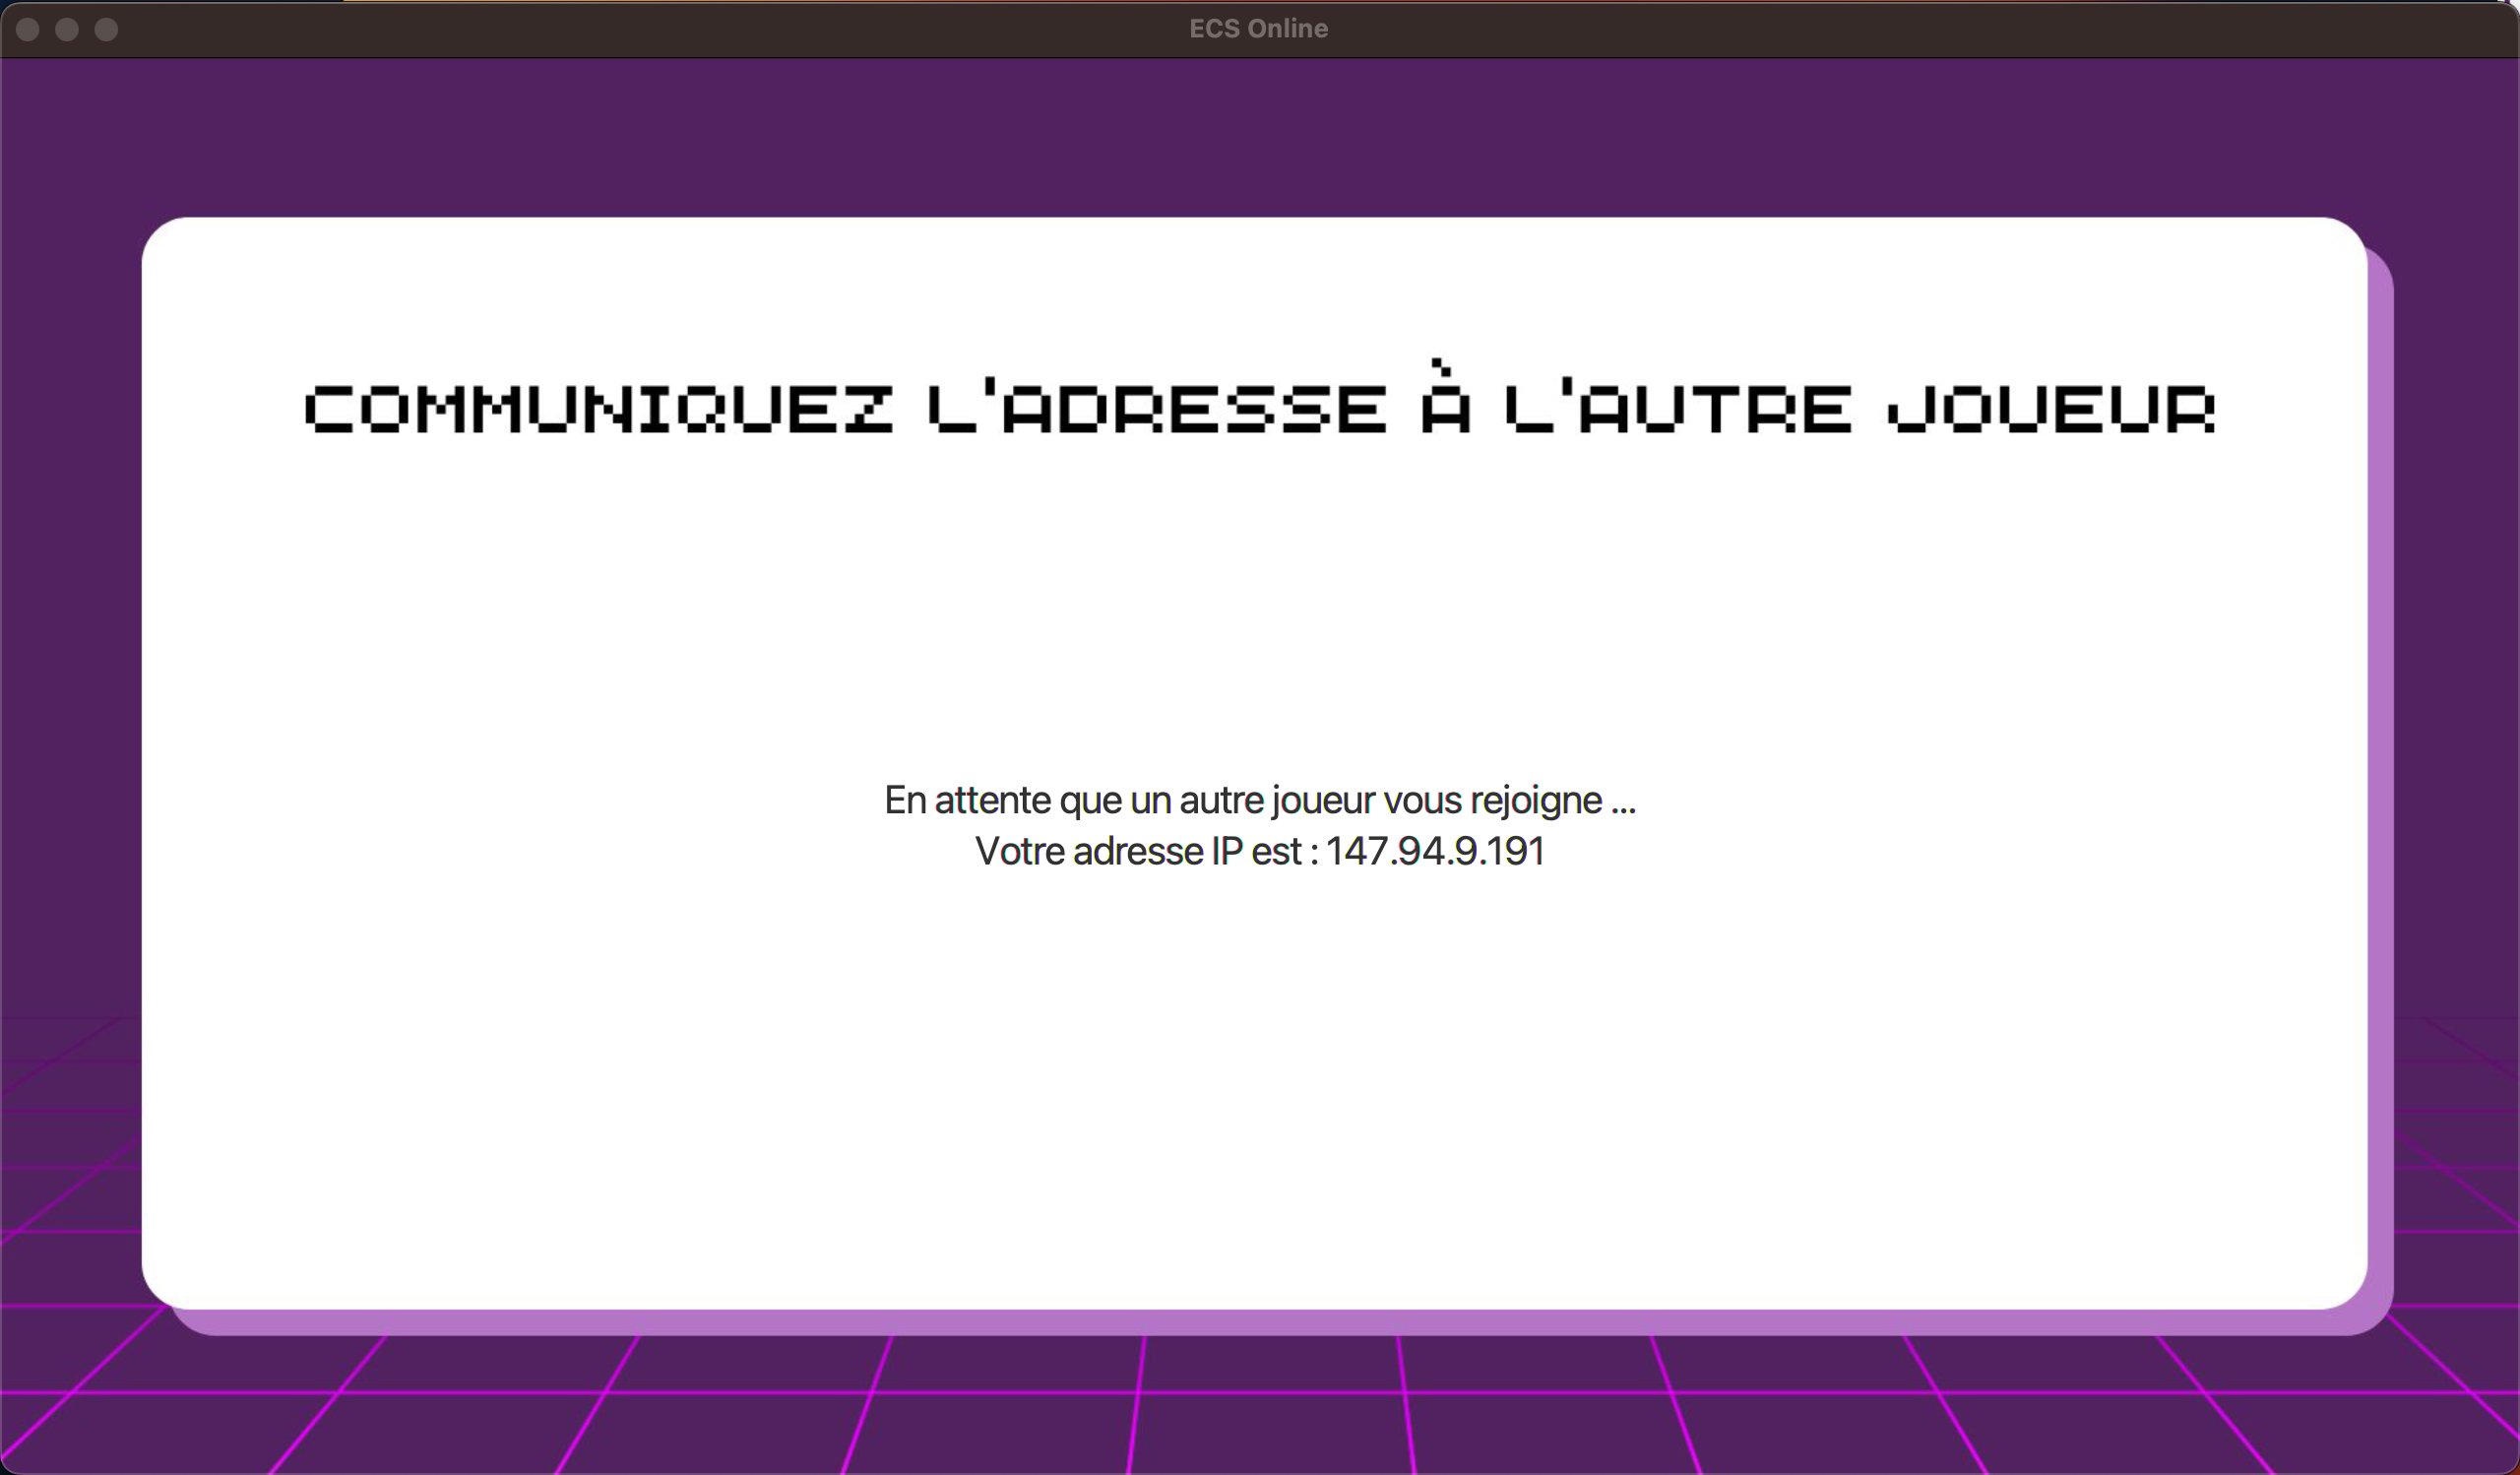 ECS Online
COMMUNIQUEZ L'ADRESSE À L'AUTRE JOUEUR
En attente que un autre joueur vous rejoigne ...
Votre adresse IP est : 147.94.9.191